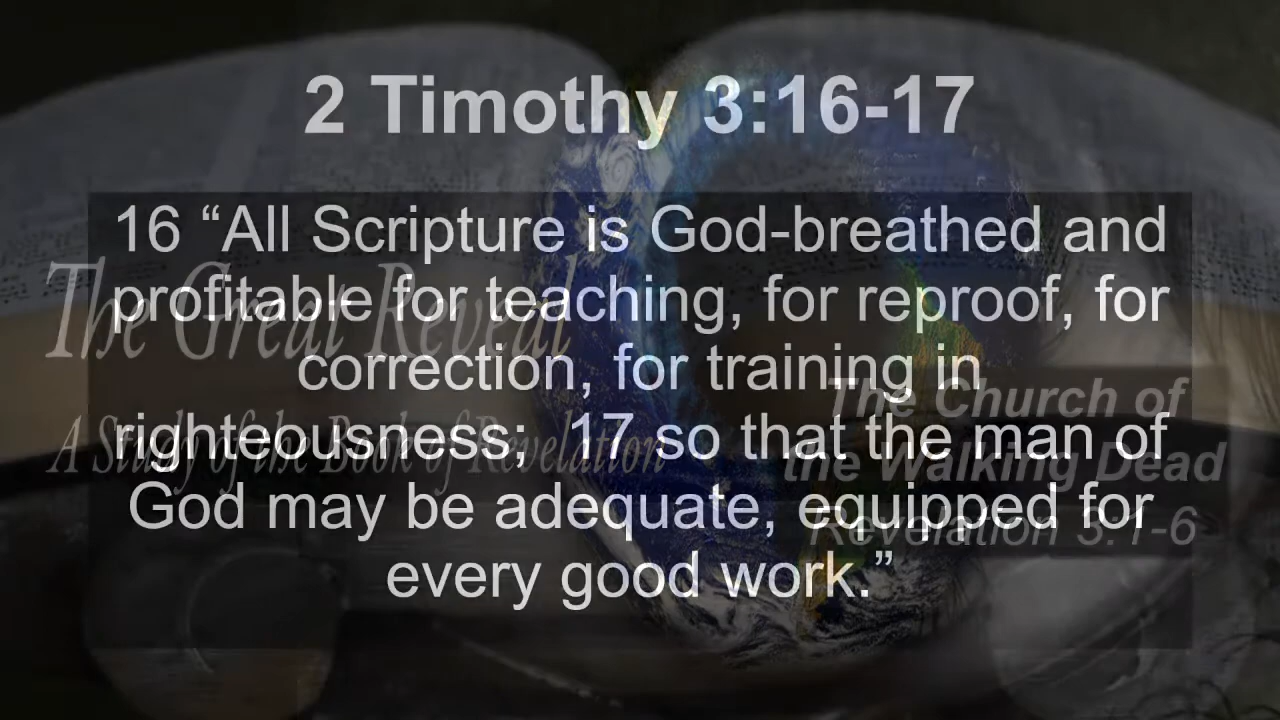 2 Timothy 3:16-17
16 “All Scripture is God-breathed and
profitable for teaching, for reproof, for
correction, for training in
righteousness;  17 so that the man of
God may be adequate, equipped for
every good work.”
The Great Reveal
A Study of the Book of Revelation
The Church of
the Walking Dead
Revelation 3:1-6